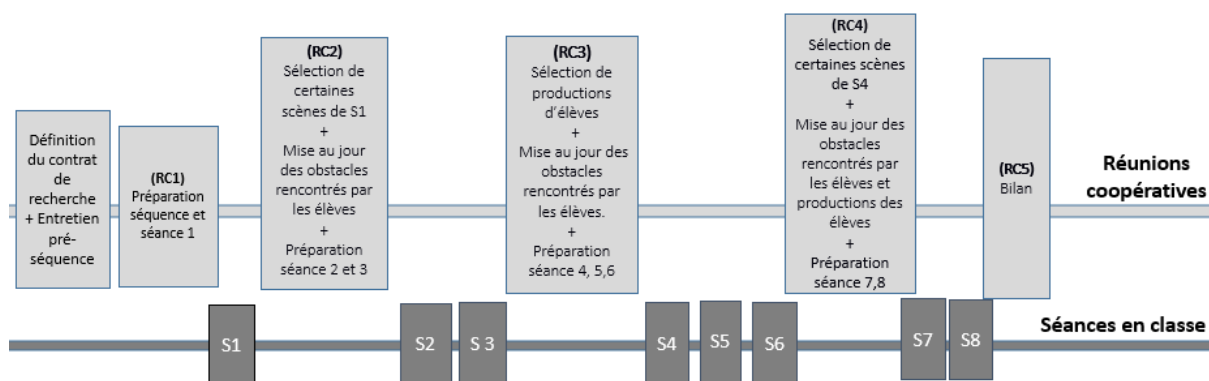 Définition
du contrat
de
recherche
+ Entretien
pré-
séquence
(RC1)
Préparation
séquence et
séance 1
(RC2)
Sélection de
certaines
scènes de S1
+
Mise au jour
des obstacles
rencontrés par
les élèves
+
Préparation
séance 2 et 3
(RC3)
Sélection de
productions
d'élèves
+
Mise au jour des
obstacles
rencontrés par
les élèves.
+
Préparation
séance 4, 5,6
(RC4)
Sélection de
certaines scènes
de S4
+
Mise au jour des
obstacles
rencontrés par
les élèves et
productions des
élèves
+
Préparation
séance 7,8
(RC5)
Bilan
Réunions
coopératives
S1
S2
S 3
S4
S5
S6
S7
S8
Séances en classe